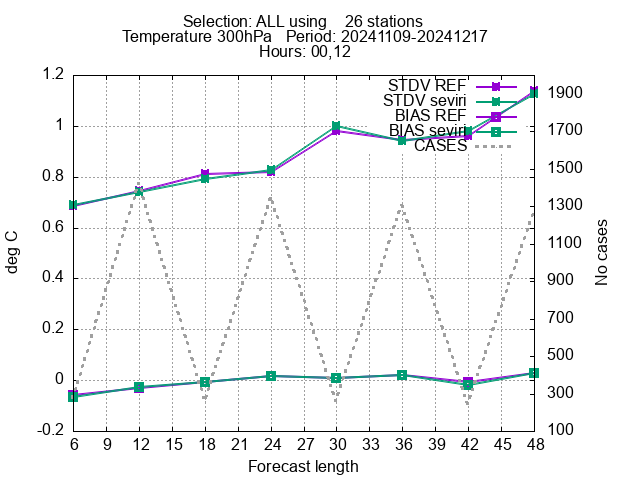 Selection: ALL using    26 stations
Temperature 300hPa   Period: 20241109-20241217
Hours: 00,12
STDV REF
STDV seviri
BIAS REF
BIAS seviri
CASES
1.2
1
0.8
0.6
0.4
0.2
0
-0.2
deg C
1900
1700
1500
1300
1100
900
700
500
300
100
No cases
6 9 12 15 18 21 24 27 30 33 36 39 42 45 48
Forecast length